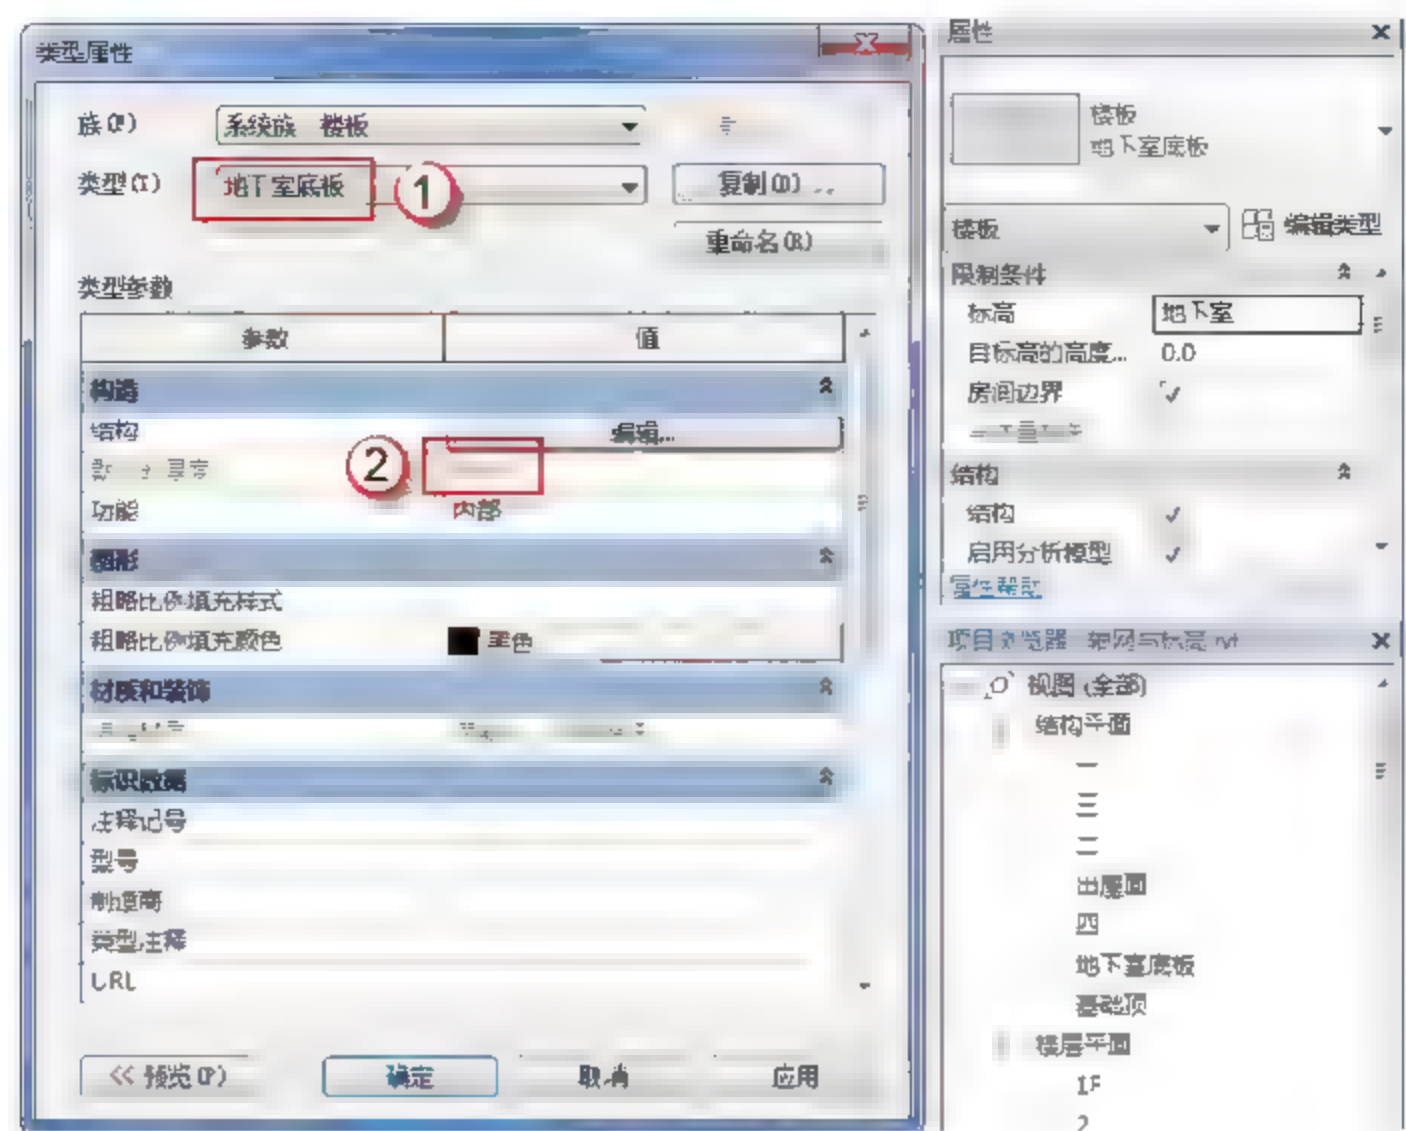 类型属性
族(F)
系统族 楼板
类型(T)
地下室底板
1
复制(D)...
重命名(R)
类型参数
参数
值
构造
结构
编辑...
2
功能
内部
图形
粗略比例填充样式
粗略比例填充颜色
黑色
材质和装饰
标识数据
注释记号
型号
制造商
类型注释
URL
<< 预览(P)
确定
取消
应用
属性
楼板
地下室底板
楼板
编辑类型
限制条件
标高
地下室
目标高的高度...
0.0
房间边界
结构
结构
启用分析模型
属性帮助
项目浏览器 轴网与标高.rvt
视图 (全部)
结构平面
一
三
二
出屋面
四
地下室底板
基础顶
楼层平面
1F
2